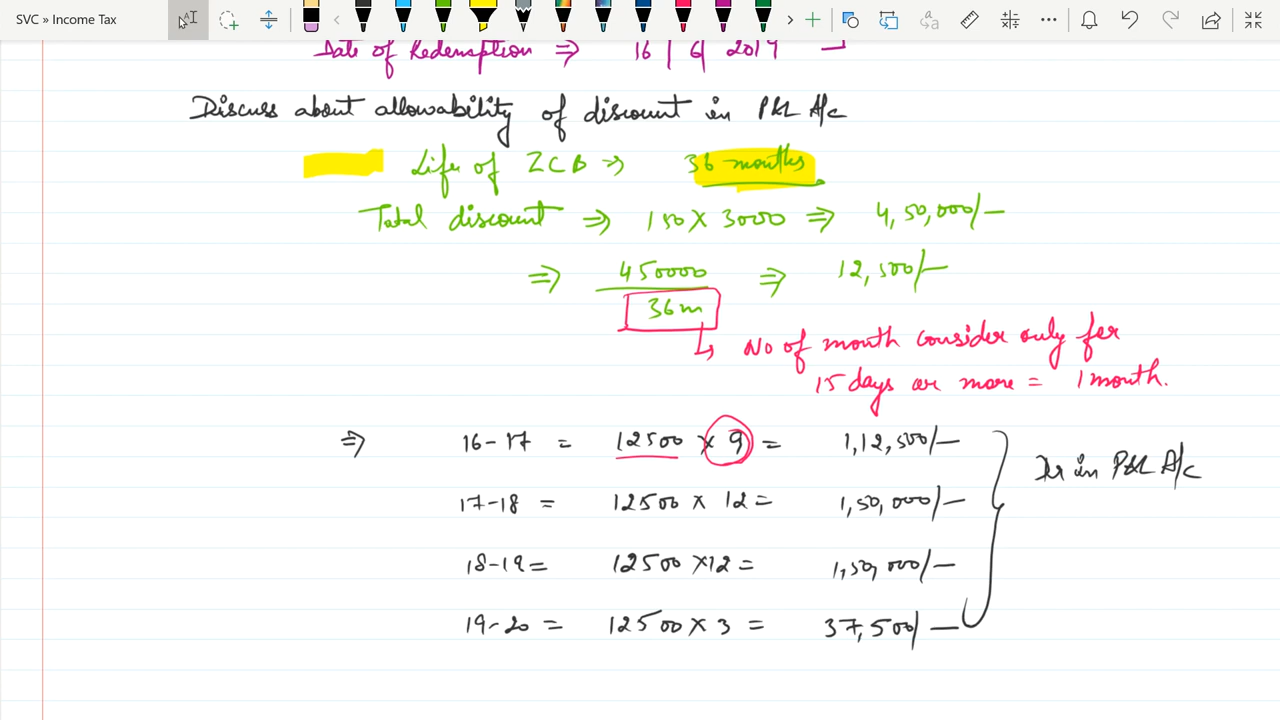 SVC » Income Tax
Date of Redemption ⇒ 16 | 6 | 2019
Discuss about allowability of discount in P&L A/c
Life of ZCB ⇒ 36 months
Total discount ⇒ 150 X 3000 ⇒ 4,50,000/-
⇒ 450000 ⇒ 12,500/-
36m
No of month consider only for
15 days or more = 1 month.
⇒ 16-17 = 12500 × 9 = 1,12,500/-
Dr in P&L A/c
17-18 = 12500 × 12 = 1,50,000/-
18-19 = 12500 × 12 = 1,50,000/-
19-20 = 12500 × 3 = 37,500/-